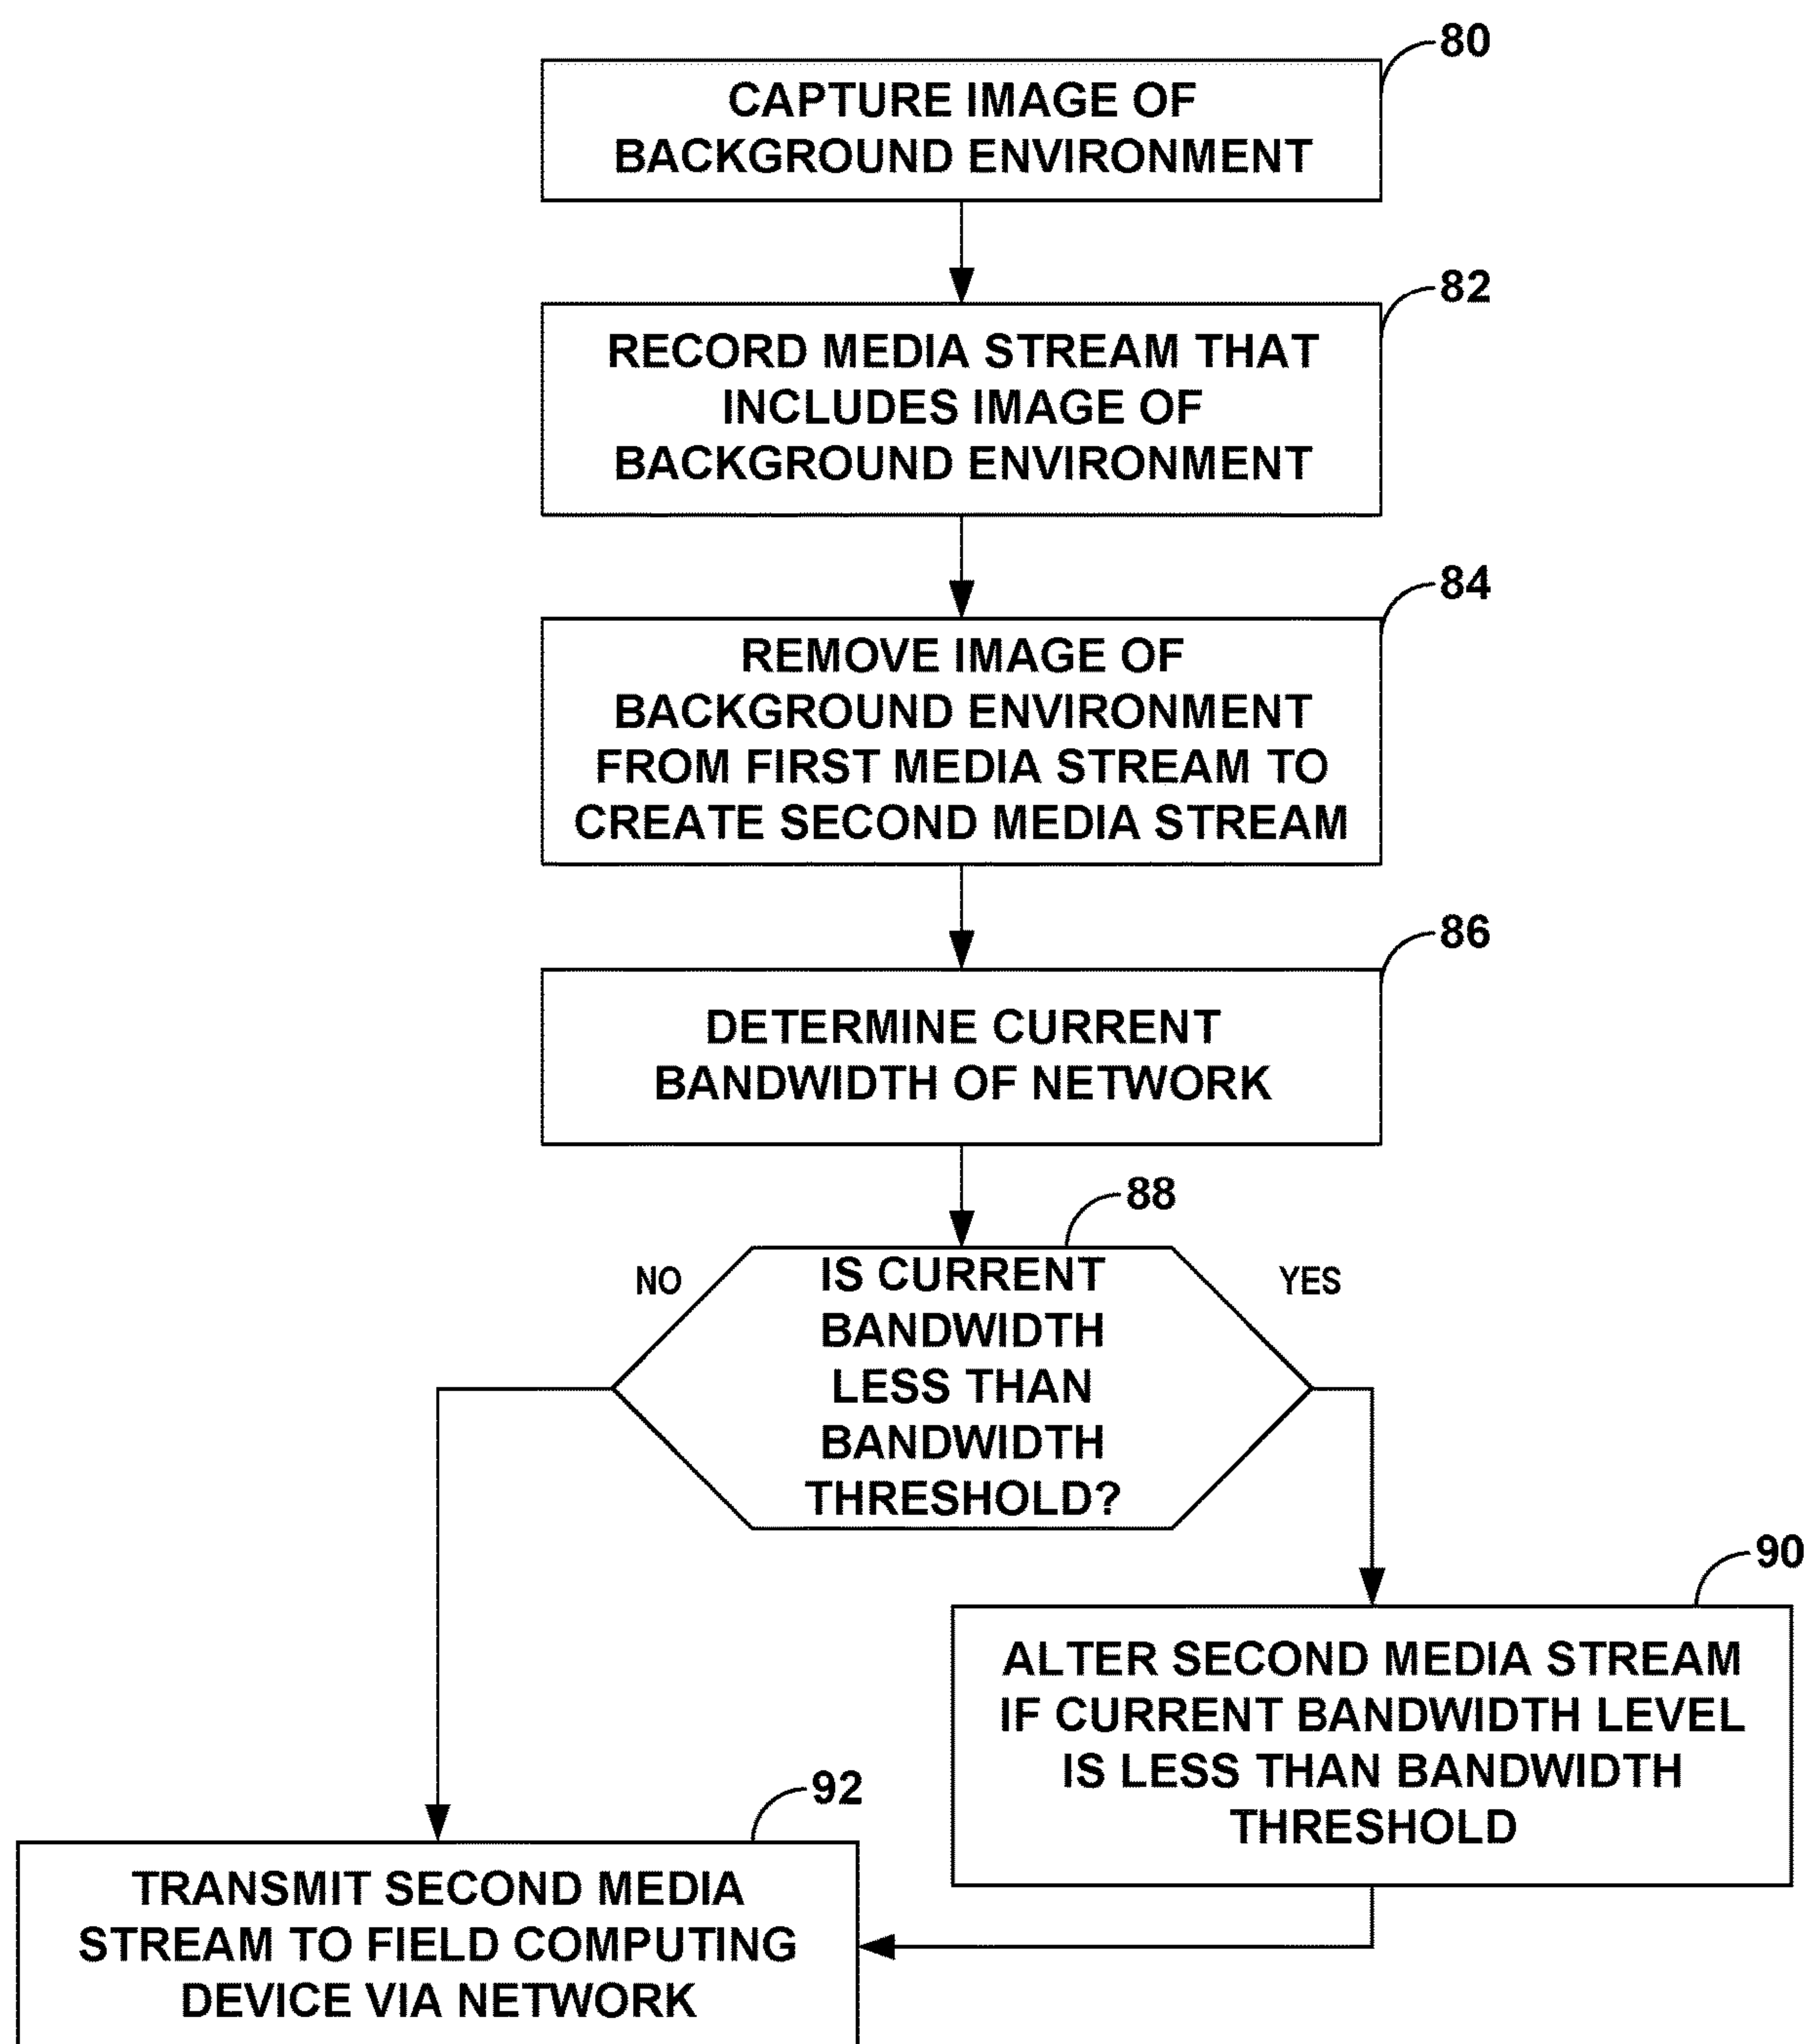 80
CAPTURE IMAGE OF
BACKGROUND ENVIRONMENT
82
RECORD MEDIA STREAM THAT
INCLUDES IMAGE OF
BACKGROUND ENVIRONMENT
84
REMOVE IMAGE OF
BACKGROUND ENVIRONMENT
FROM FIRST MEDIA STREAM TO
CREATE SECOND MEDIA STREAM
86
DETERMINE CURRENT
BANDWIDTH OF NETWORK
88
NO
YES
IS CURRENT
BANDWIDTH
LESS THAN
BANDWIDTH
THRESHOLD?
90
ALTER SECOND MEDIA STREAM
IF CURRENT BANDWIDTH LEVEL
IS LESS THAN BANDWIDTH
THRESHOLD
92
TRANSMIT SECOND MEDIA
STREAM TO FIELD COMPUTING
DEVICE VIA NETWORK